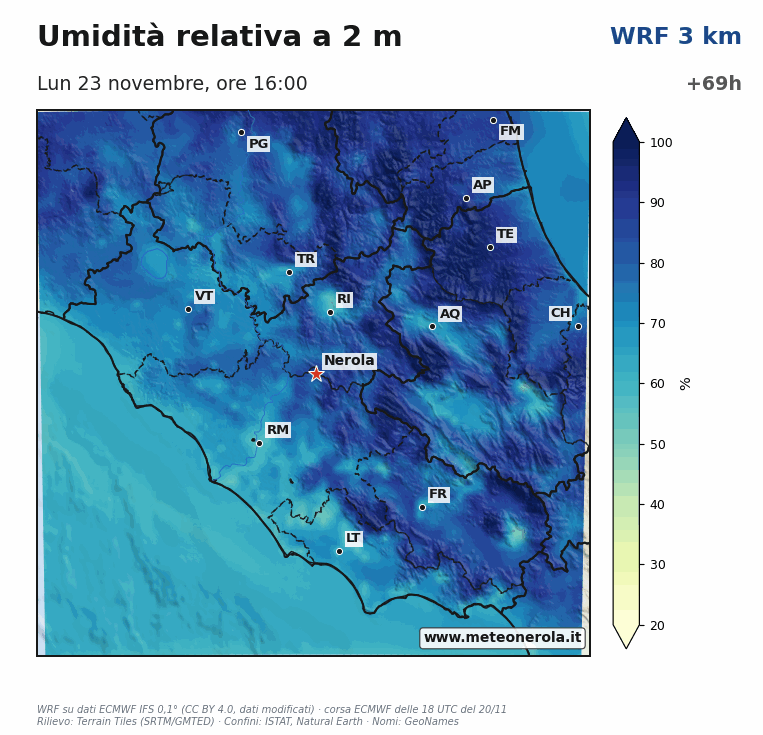 Umidità relativa a 2 m
WRF 3 km
Lun 23 novembre, ore 16:00
+69h
PG
FM
AP
TE
TR
RI
VT
AQ
CH
Nerola
RM
FR
LT
www.meteonerola.it
100
90
80
70
60
50
40
30
20
%
WRF su dati ECMWF IFS 0,1° (CC BY 4.0, dati modificati) · corsa ECMWF delle 18 UTC del 20/11
Rilievo: Terrain Tiles (SRTM/GMTED) · Confini: ISTAT, Natural Earth · Nomi: GeoNames